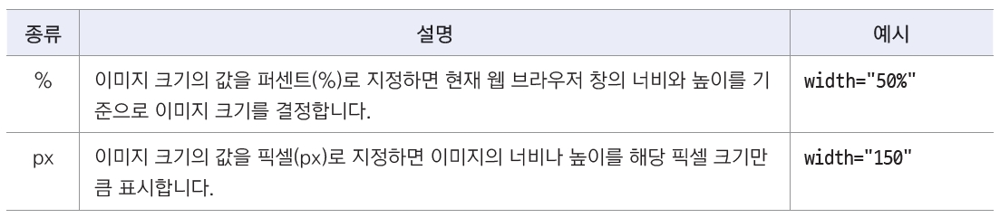 종류 설명 예시
% 이미지 크기의 값을 퍼센트(%)로 지정하면 현재 웹 브라우저 창의 너비와 높이를 기 width="50%"
준으로 이미지 크기를 결정합니다.
px 이미지 크기의 값을 픽셀(px)로 지정하면 이미지의 너비나 높이를 해당 픽셀 크기만 width="150"
큼 표시합니다.